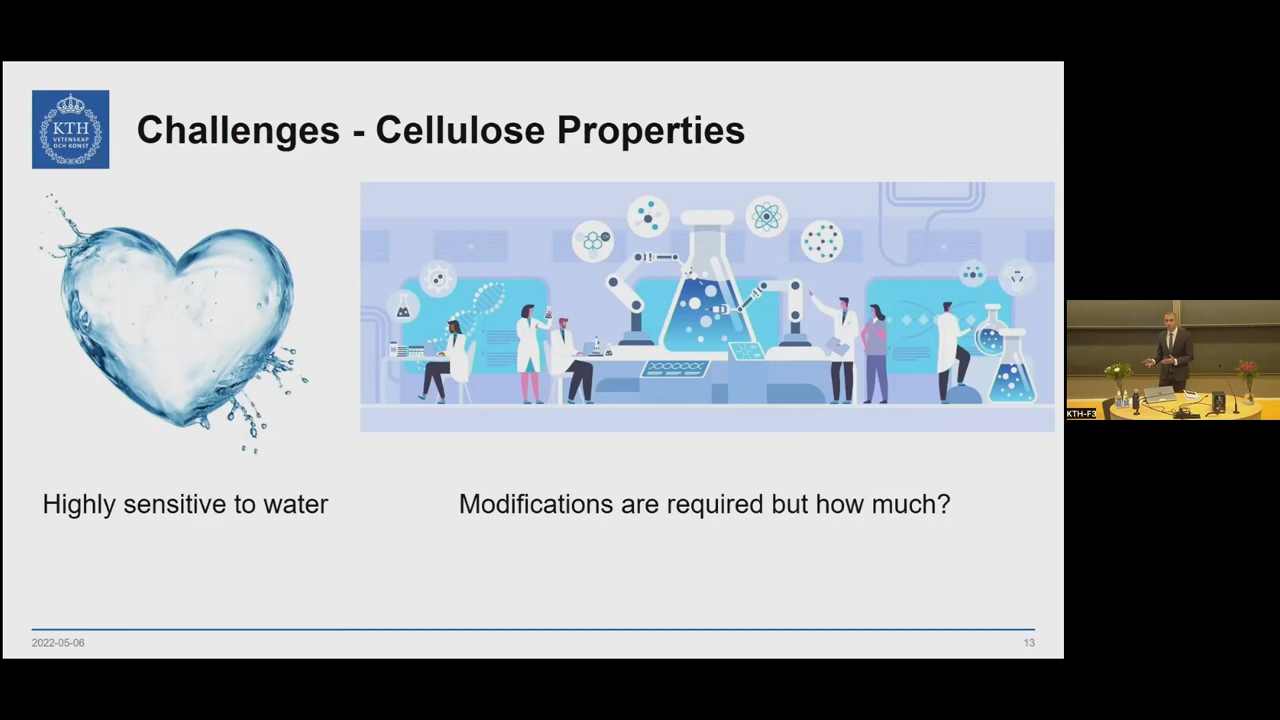 KTH
VETENSKAP
OCH KONST
Challenges - Cellulose Properties
Highly sensitive to water
Modifications are required but how much?
2022-05-06
13
KTH-F3